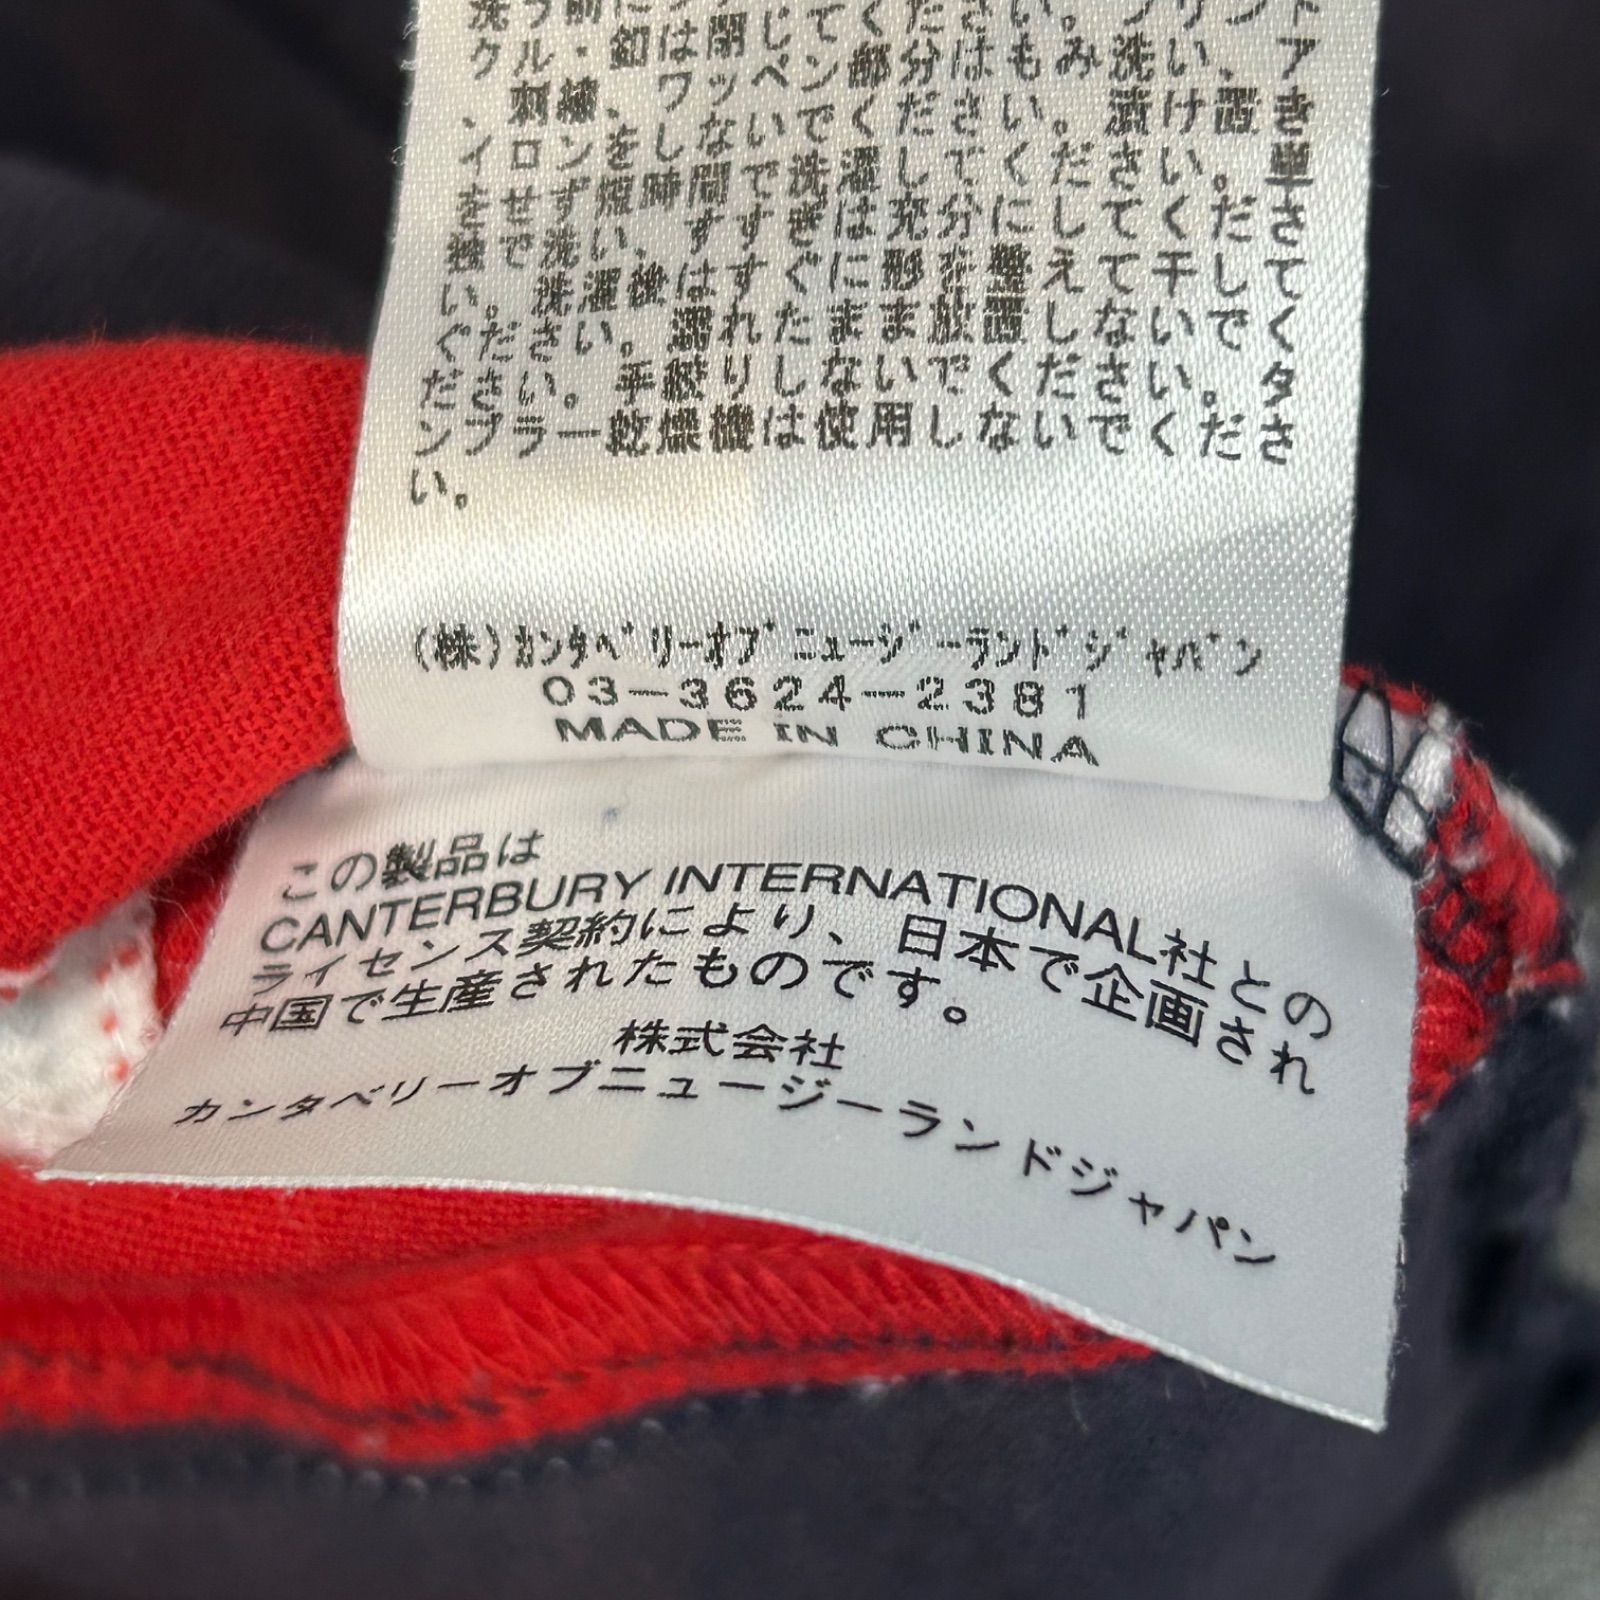 ク・釦は閉じてください。プリント
ル刺繍、ワッペン部分はもみ洗い、ア
イロンをしないでください。漬け置き
をせず短時間で洗濯してください。単
独で洗い、すすぎは充分にしてくださ
い。洗濯後はすぐに形を整えて干してく
ださい。濡れたまま放置しないでくだ
さい。手絞りしないでください。タ
ンブラー乾燥機は使用しないでくださ
い。
(株)カンタベリーオブニュージーランドジャパン
03-3624-2381
MADE IN CHINA
この製品は
CANTERBURY INTERNATIONAL社との
ライセンス契約により、日本で企画され
中国で生産されたものです。
株式会社
カンタベリーオブニュージーランドジャパン